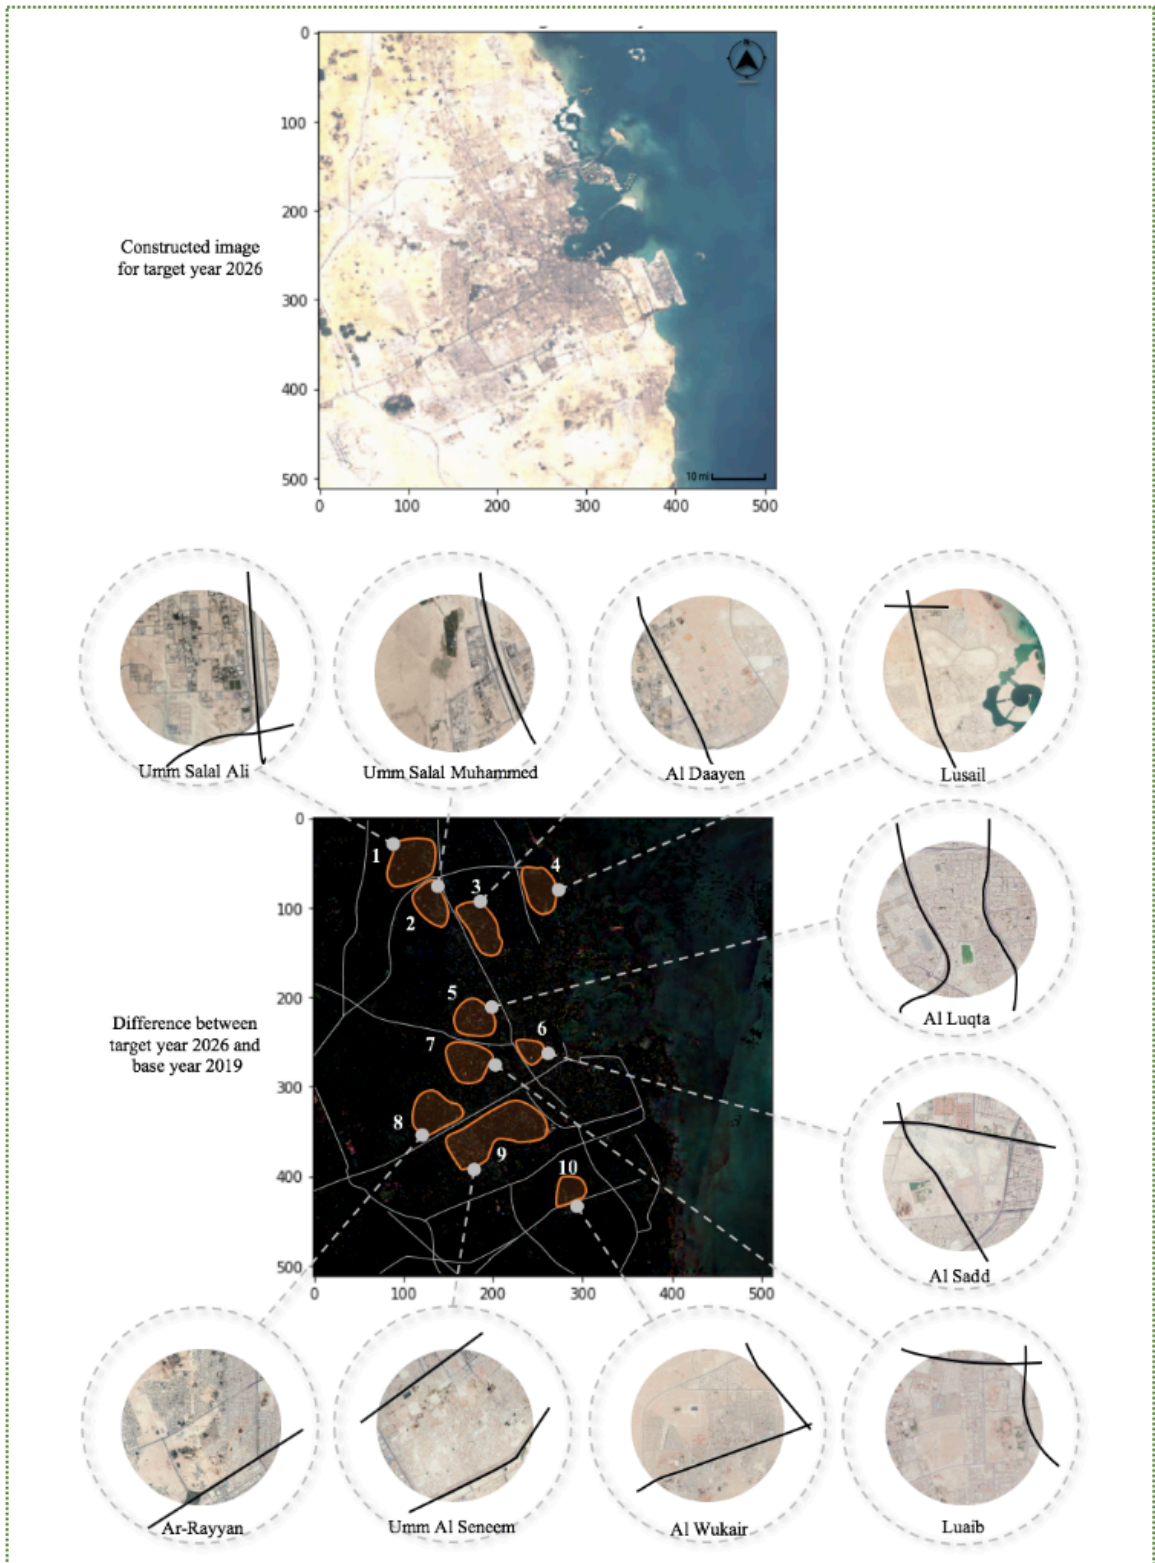 N
0
100
200
300
400
500
Constructed image
for target year 2026
10 mi
0 100 200 300 400 500
Umm Salal Ali
Umm Salal Muhammed
Al Daayen
Lusail
0
100
200
300
400
500
1
2
3
4
5
6
7
8
9
10
Difference between
target year 2026 and
base year 2019
0 100 200 300 400 500
Al Luqta
Al Sadd
Ar-Rayyan
Umm Al Seneem
Al Wukair
Luaib